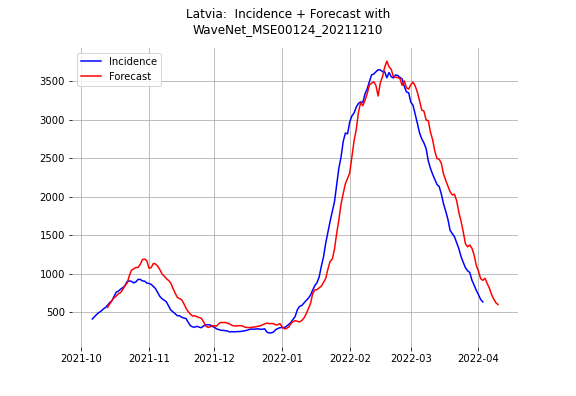 Latvia:  Incidence + Forecast with
WaveNet_MSE00124_20211210
Incidence
Forecast
3500
3000
2500
2000
1500
1000
500
2021-10 2021-11 2021-12 2022-01 2022-02 2022-03 2022-04